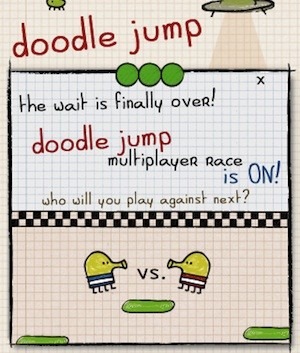 doodle jump
x
the wait is finally over!
doodle jump
multiplayer race
is ON!
who will you play against next?
vs.